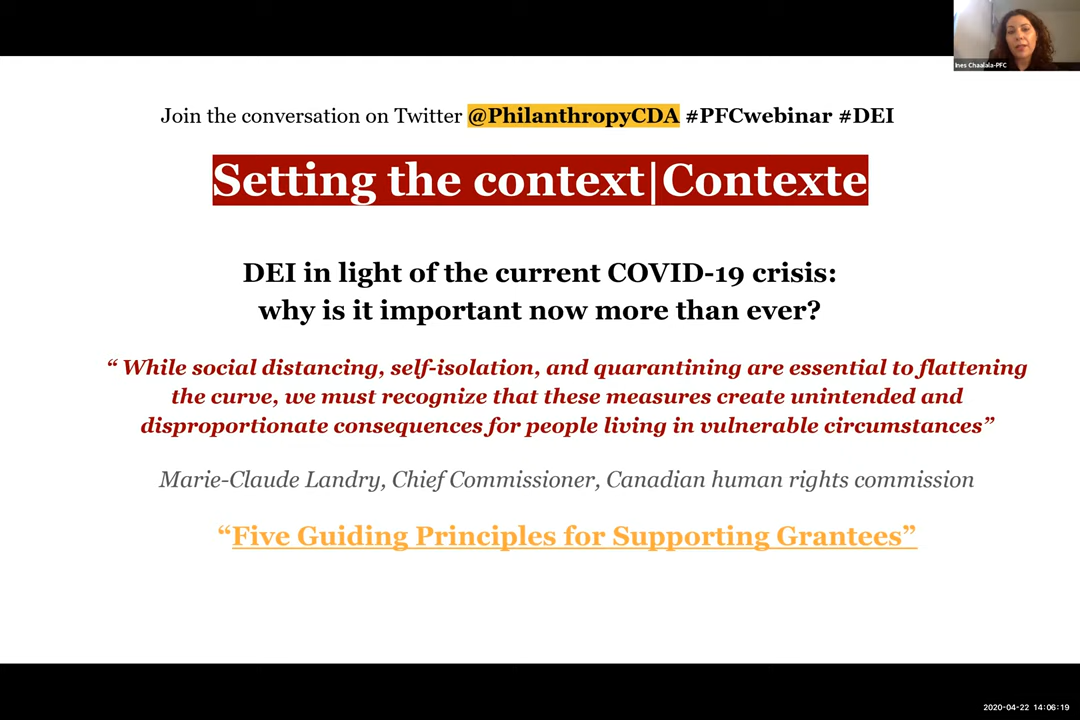 Ines Chaalala-PFC
Join the conversation on Twitter @PhilanthropyCDA #PFCwebinar #DEI
Setting the context|Contexte
DEI in light of the current COVID-19 crisis:
why is it important now more than ever?
“ While social distancing, self-isolation, and quarantining are essential to flattening
the curve, we must recognize that these measures create unintended and
disproportionate consequences for people living in vulnerable circumstances”
Marie-Claude Landry, Chief Commissioner, Canadian human rights commission
“Five Guiding Principles for Supporting Grantees”
2020-04-22 14:06:19